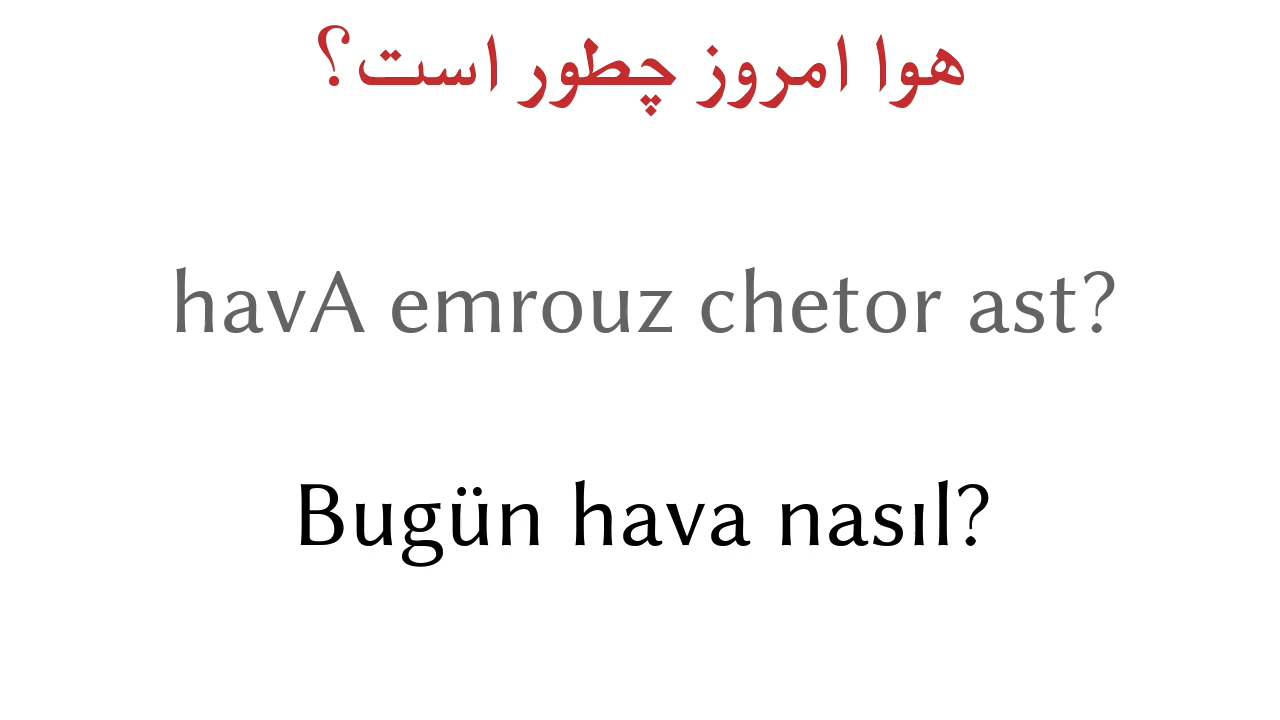 هوا امروز چطور است؟
havA emrouz chetor ast?
Bugün hava nasıl?